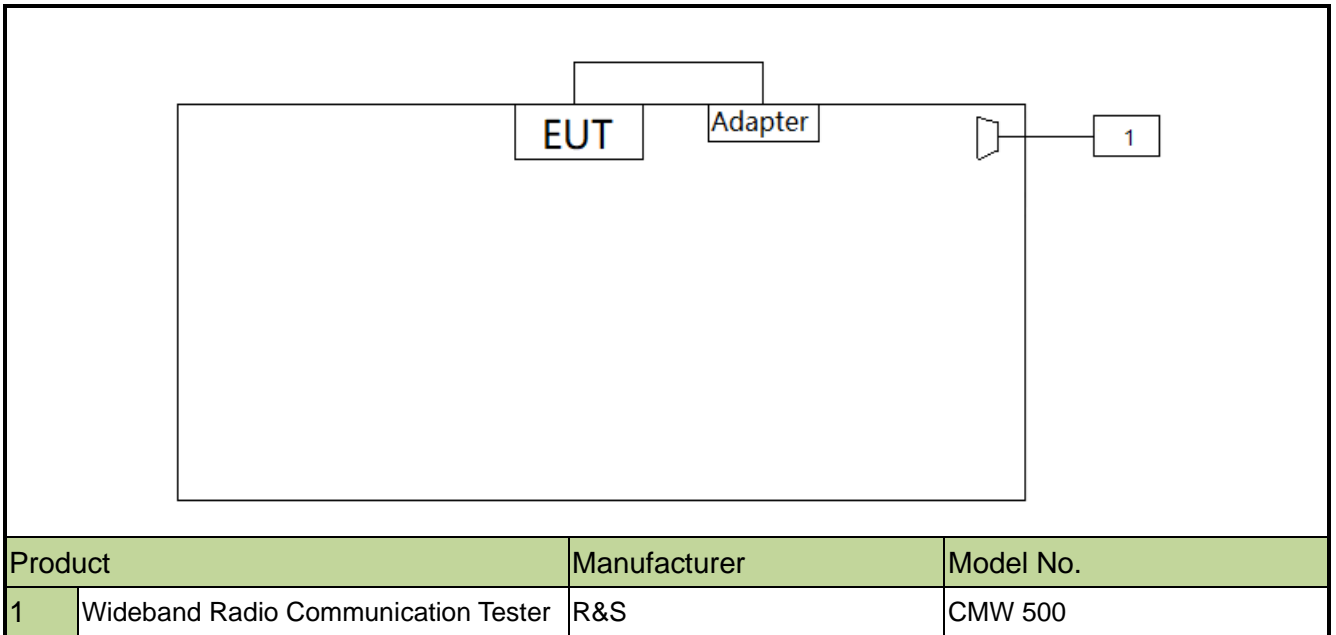 EUT
Adapter
1
Product Manufacturer Model No.
1 Wideband Radio Communication Tester R&S CMW 500